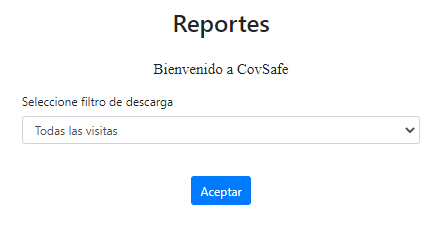 Reportes
Bienvenido a CovSafe
Seleccione filtro de descarga
Todas las visitas
Aceptar